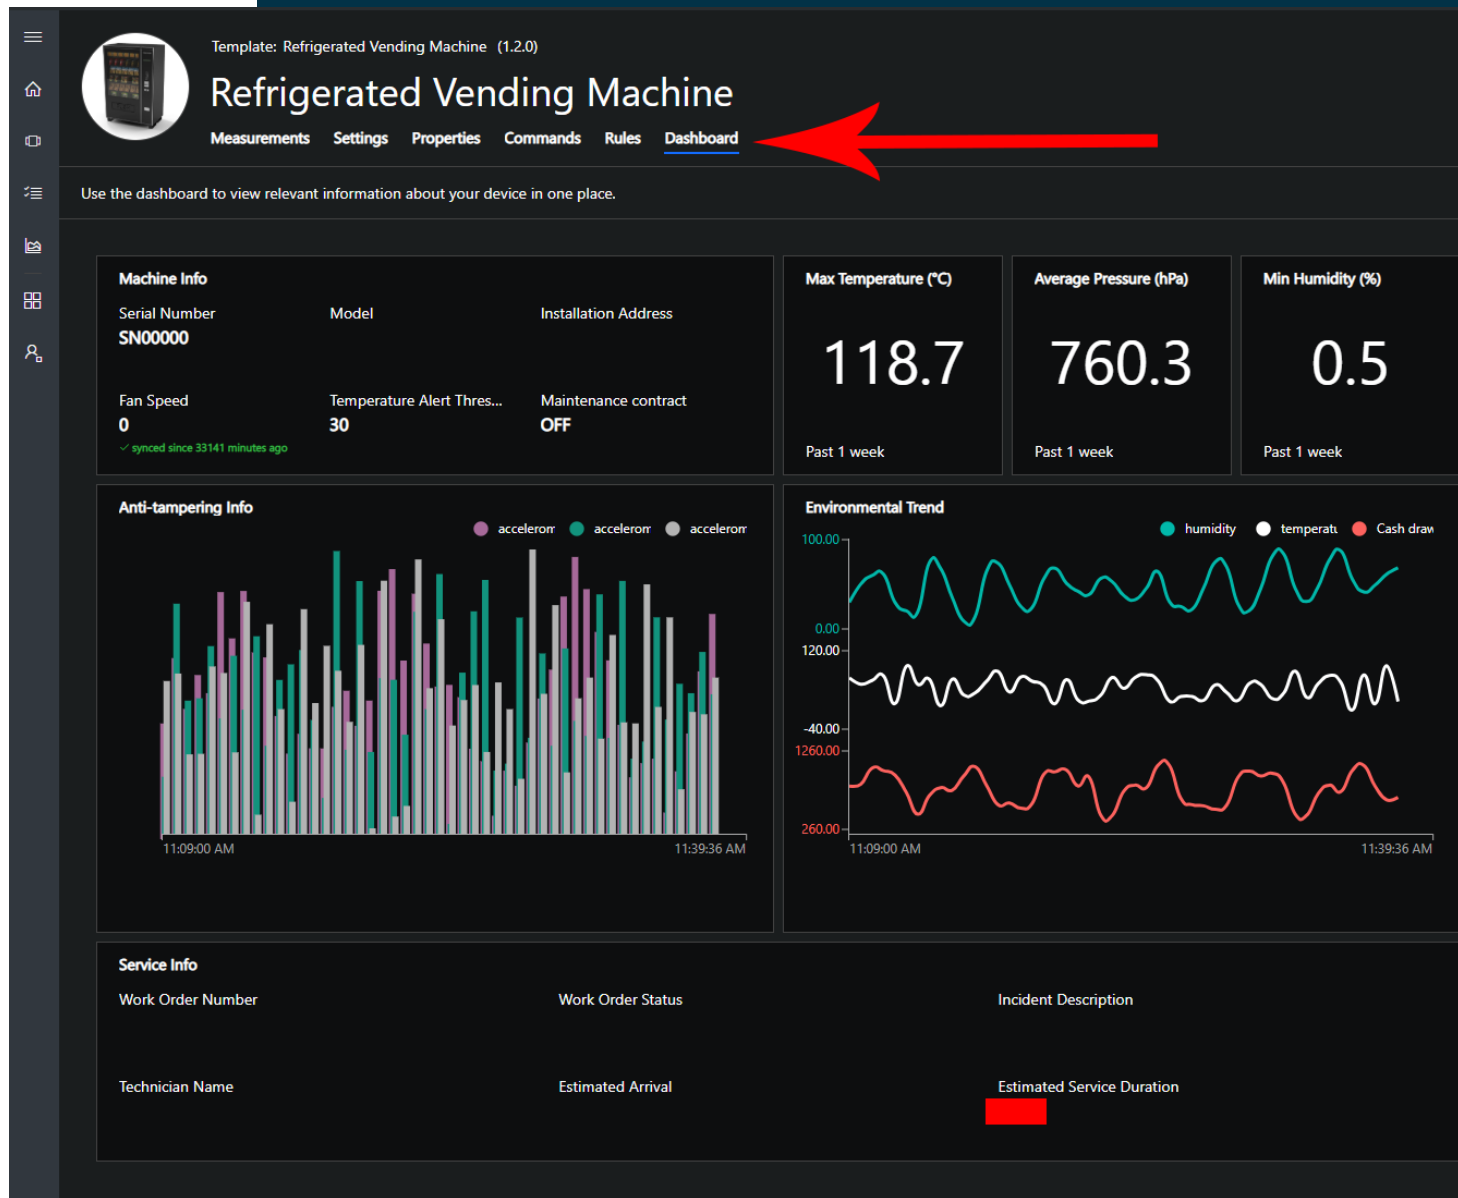 Template: Refrigerated Vending Machine (1.2.0)
Refrigerated Vending Machine
Measurements Settings Properties Commands Rules Dashboard
Use the dashboard to view relevant information about your device in one place.
Machine Info
Serial Number Model Installation Address
SN00000
Fan Speed Temperature Alert Thres... Maintenance contract
0 30 OFF
synced since 33141 minutes ago
Max Temperature (°C)
118.7
Past 1 week
Average Pressure (hPa)
760.3
Past 1 week
Min Humidity (%)
0.5
Past 1 week
Anti-tampering Info
accelerom accelerom accelerom
11:09:00 AM 11:39:36 AM
Environmental Trend
humidity temperatu Cash draw
100.00
0.00
120.00
-40.00
1260.00
260.00
11:09:00 AM 11:39:36 AM
Service Info
Work Order Number Work Order Status Incident Description
Technician Name Estimated Arrival Estimated Service Duration